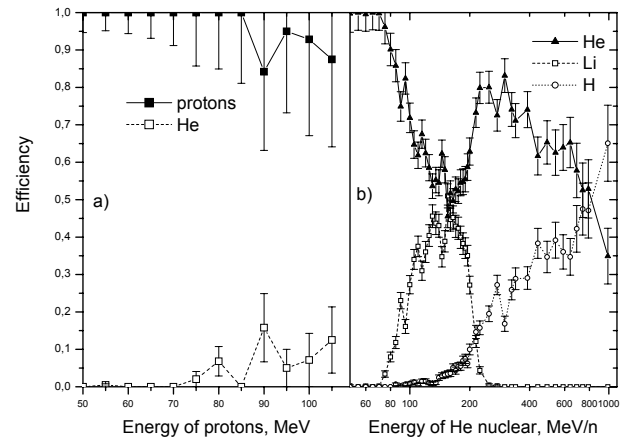 1,0
0,9
0,8
0,7
0,6
0,5
0,4
0,3
0,2
0,1
0,0
Efficiency
protons
He
a)
50 60 70 80 90 100
Energy of protons, MeV
He
Li
H
b)
60 80 100 200 400 600 800 1000
Energy of He nuclear, MeV/n